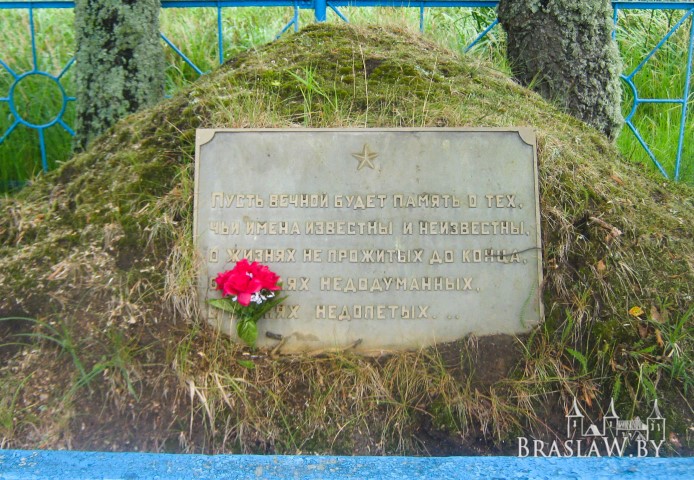 ПУСТЬ ВЕЧНОЙ БУДЕТ ПАМЯТЬ О ТЕХ,
ЧЬИ ИМЕНА ИЗВЕСТНЫ И НЕИЗВЕСТНЫ,
О ЖИЗНЯХ НЕ ПРОЖИТЫХ ДО КОНЦА,
НЕДОДУМАННЫХ,
НЕДОПЕТЫХ...
BRASLAW.BY